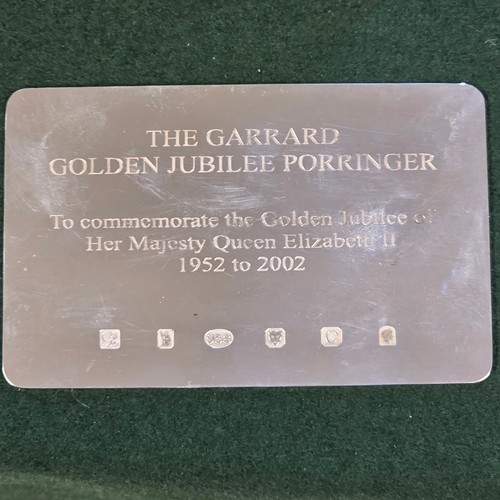 THE GARRARD
GOLDEN JUBILEE PORRINGER
To commemorate the Golden Jubilee of
Her Majesty Queen Elizabeth II
1952 to 2002